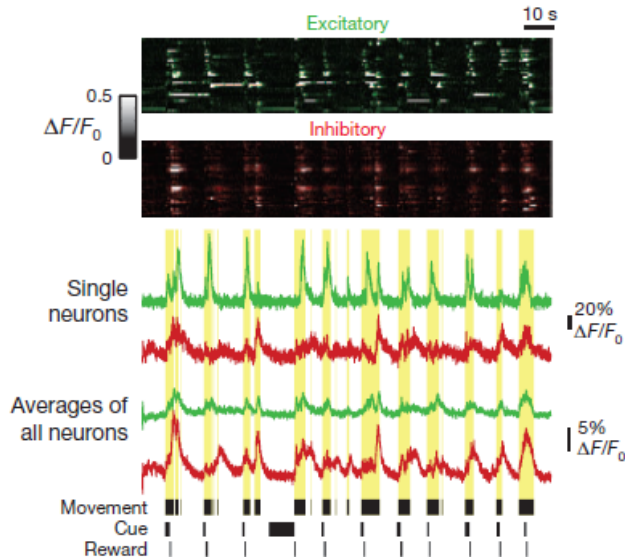 10 s
Excitatory
0.5
ΔF/F0
0
Inhibitory
Single
neurons
20%
ΔF/F0
Averages of
all neurons
5%
ΔF/F0
Movement
Cue
Reward